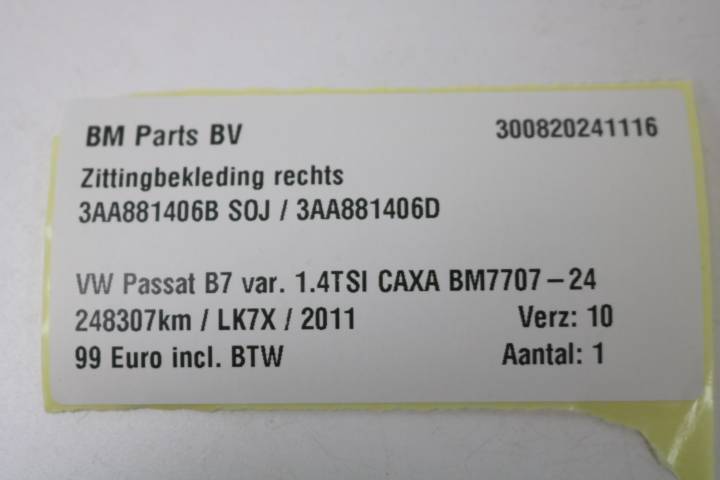 BM Parts BV 300820241116
Zittingbekleding rechts
3AA881406B SOJ / 3AA881406D
VW Passat B7 var. 1.4TSI CAXA BM7707-24
248307km / LK7X / 2011 Verz: 10
99 Euro incl. BTW Aantal: 1